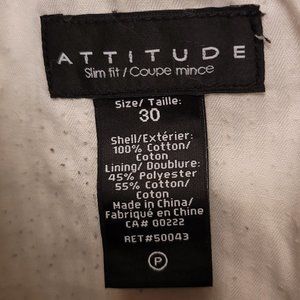 ATTITUDE
Slim fit / Coupe mince
Size/ Taille:
30
Shell/Extérier:
100% Cotton/
Coton
Lining/ Doublure:
45% Polyester
55% Cotton/
Coton
Made in China/
Fabriqué en Chine
CA# 00222
RET#50043
P